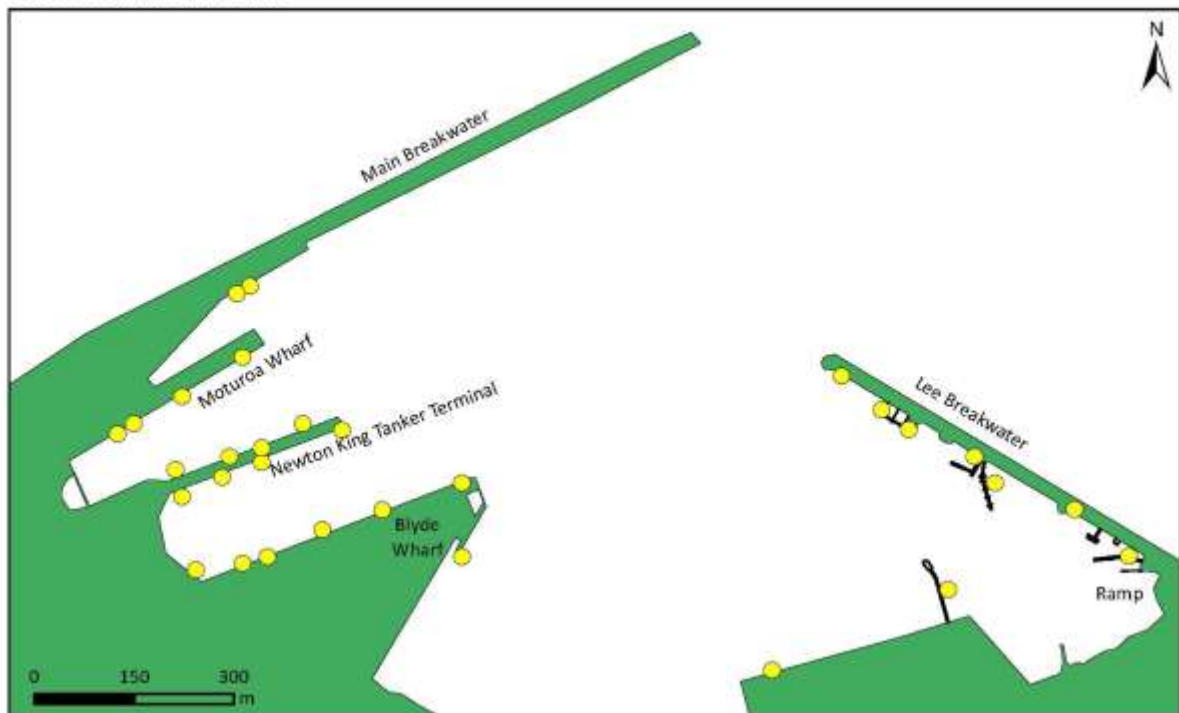 N
Main Breakwater
Moturoa Wharf
Newton King Tanker Terminal
Lee Breakwater
Blyde
Wharf
Ramp
0 150 300
m